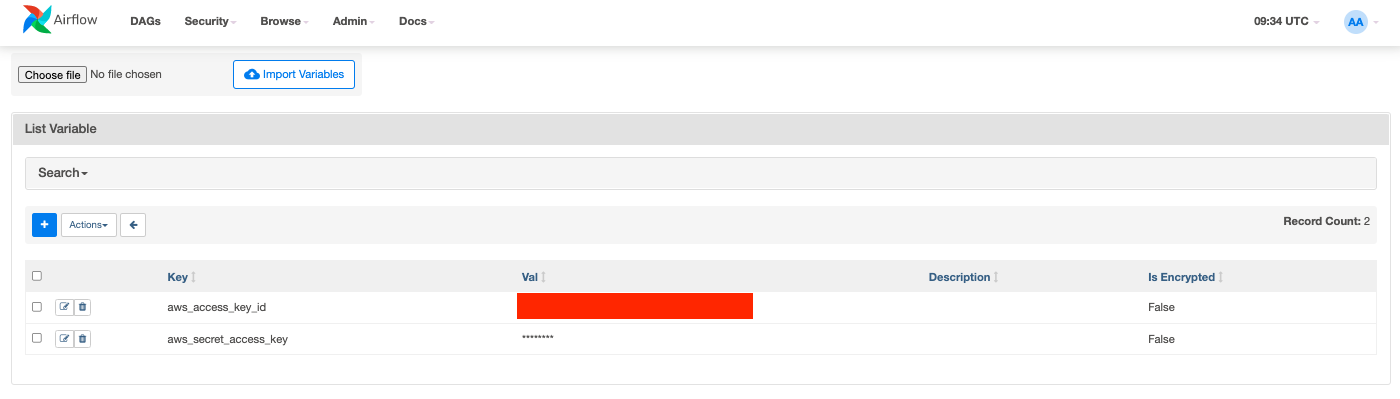 Airflow DAGs Security Browse Admin Docs 09:34 UTC AA
Choose file No file chosen Import Variables
List Variable
Search
+ Actions Record Count: 2
Key Val Description Is Encrypted
aws_access_key_id False
aws_secret_access_key ******** False